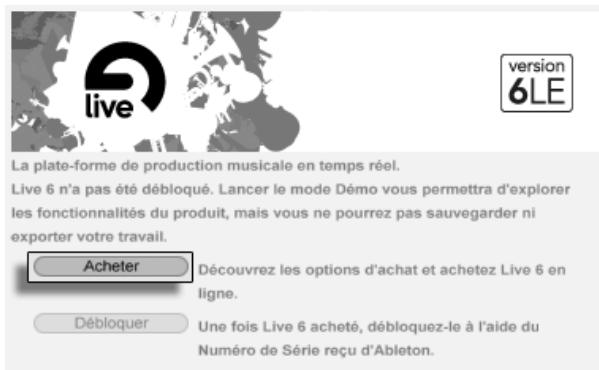 live
version
6LE
La plate-forme de production musicale en temps réel.
Live 6 n'a pas été débloqué. Lancer le mode Démo vous permettra d'explorer
les fonctionnalités du produit, mais vous ne pourrez pas sauvegarder ni
exporter votre travail.
Acheter
Découvrez les options d'achat et achetez Live 6 en
ligne.
Débloquer
Une fois Live 6 acheté, débloquez-le à l'aide du
Numéro de Série reçu d'Ableton.